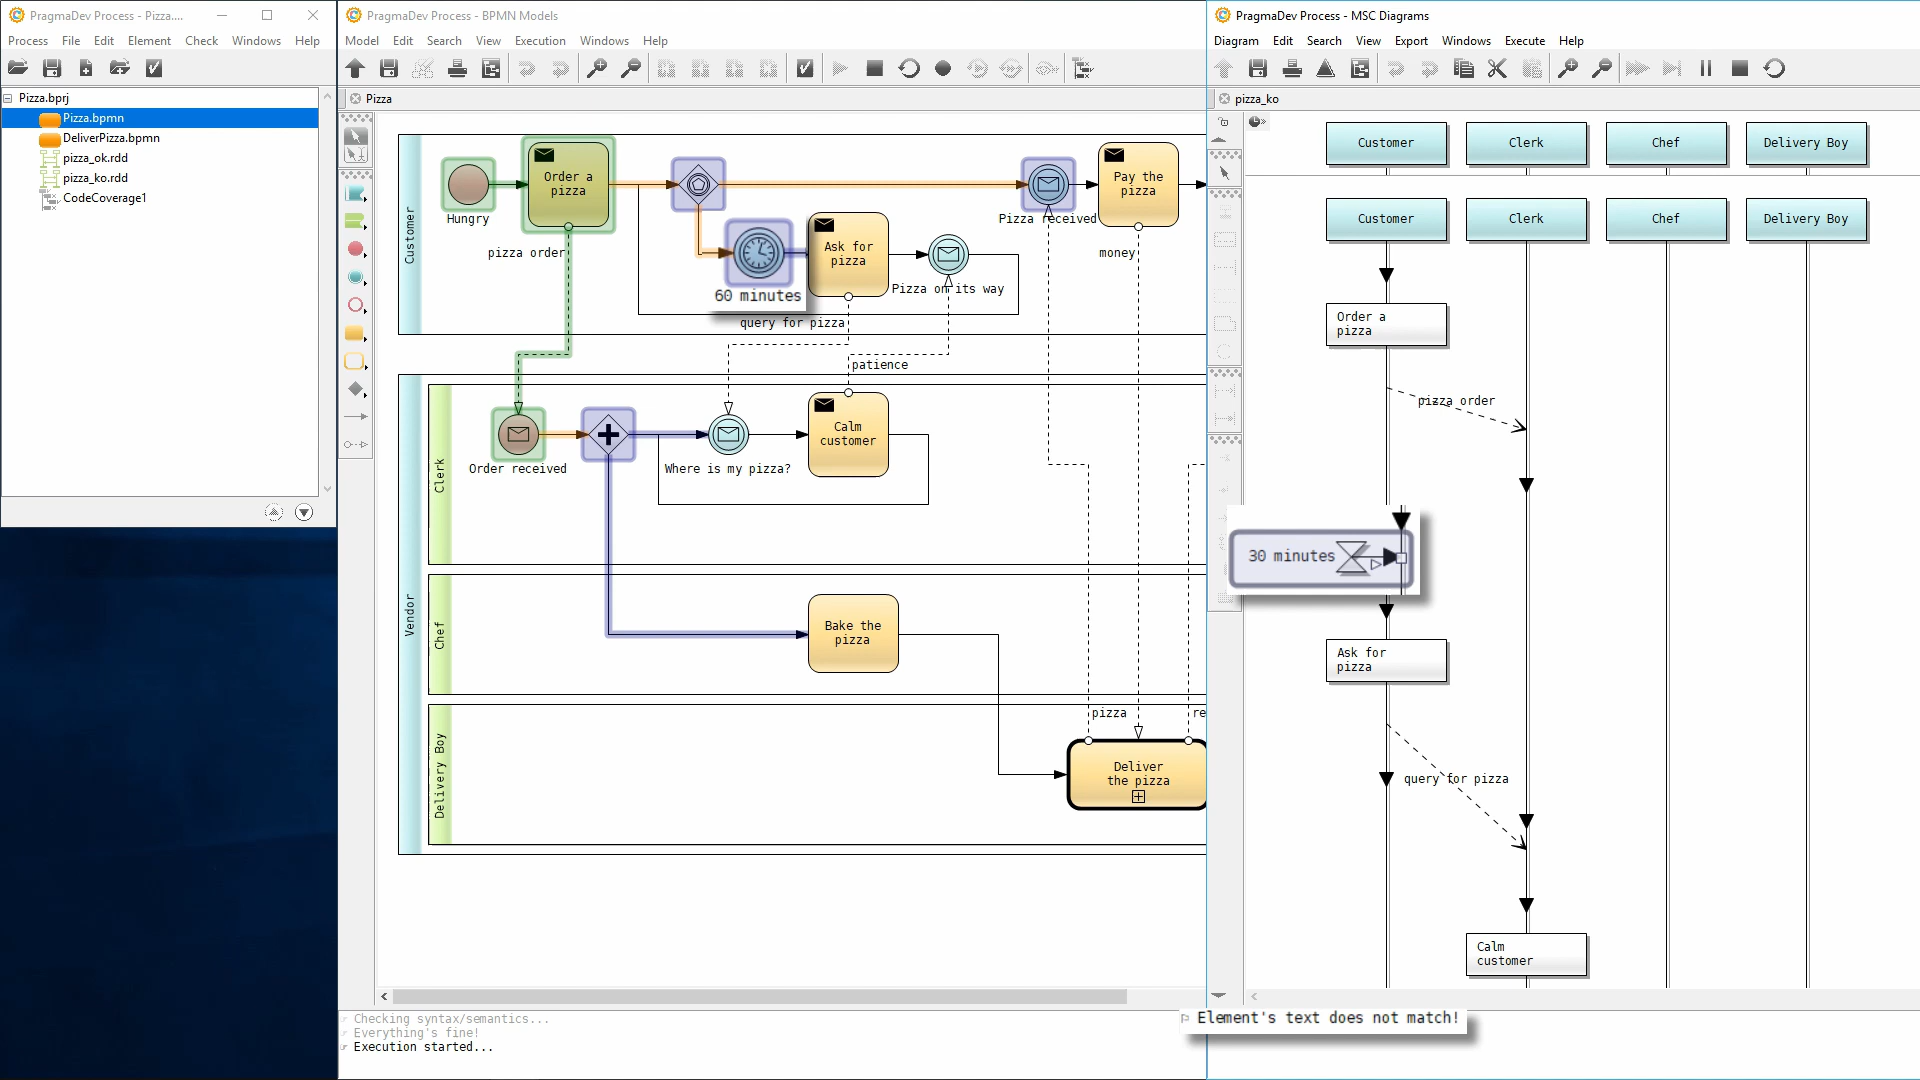 PragmaDev Process - Pizza....
Process File Edit Element Check Windows Help
Pizza.bprj
Pizza.bpmn
DeliverPizza.bpmn
pizza_ok.rdd
pizza_ko.rdd
CodeCoverage1
PragmaDev Process - BPMN Models
Model Edit Search View Execution Windows Help
Pizza
Customer
Hungry
Order a
pizza
pizza order
60 minutes
Ask for
pizza
query for pizza
Pizza on its way
Pizza received
Pay the
pizza
money
patience
Vendor
Clerk
Order received
Where is my pizza?
Calm
customer
Chef
Bake the
pizza
Delivery Boy
pizza
re
Deliver
the pizza
Checking syntax/semantics...
Everything's fine!
Execution started...
PragmaDev Process - MSC Diagrams
Diagram Edit Search View Export Windows Execute Help
pizza_ko
Customer Clerk Chef Delivery Boy
Customer Clerk Chef Delivery Boy
Order a
pizza
pizza order
30 minutes
Ask for
pizza
query for pizza
Calm
customer
Element's text does not match!